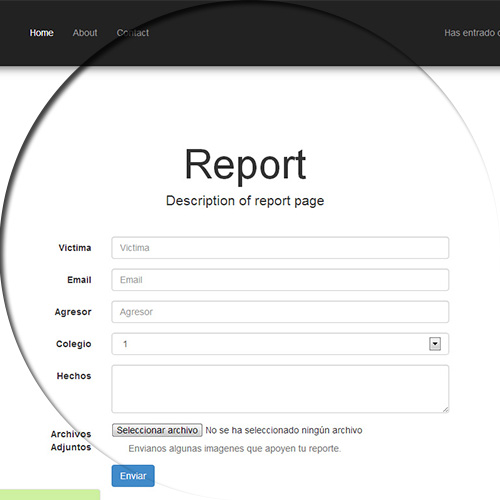 Home About Contact Has entrado
Report
Description of report page
Victima Victima
Email Email
Agresor Agresor
Colegio 1
Hechos
Archivos Adjuntos Seleccionar archivo No se ha seleccionado ningún archivo
Envianos algunas imagenes que apoyen tu reporte.
Enviar